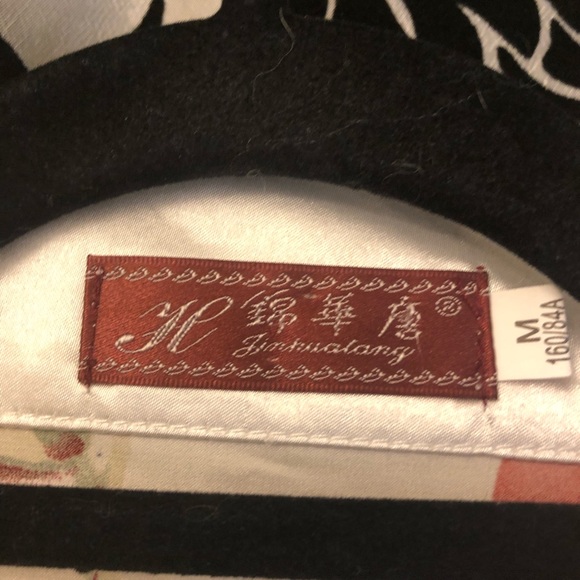 H 錦華唐®
Jinhuatang
M
160/84A